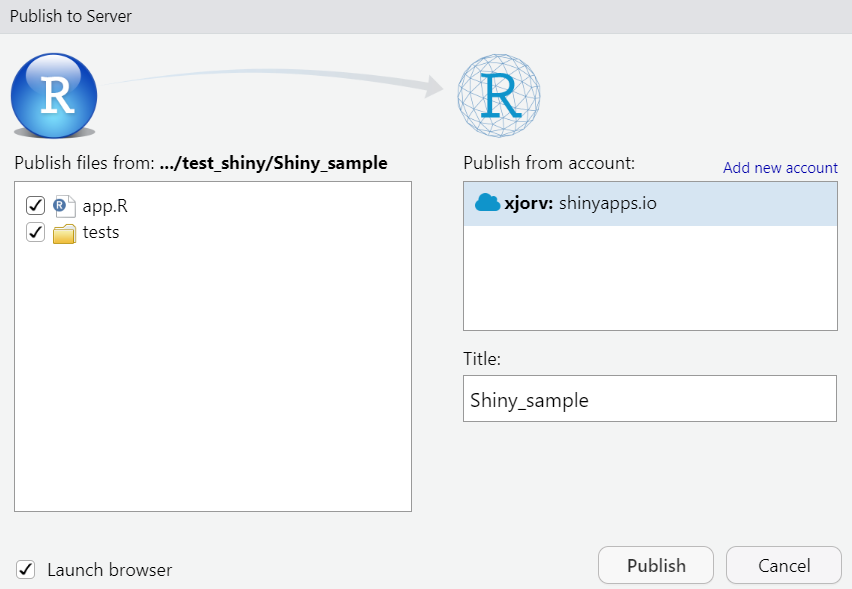 Publish to Server
R
R
Publish files from: .../test_shiny/Shiny_sample
R app.R
tests
Publish from account:
Add new account
xjorv: shinyapps.io
Title:
Shiny_sample
Launch browser
Publish
Cancel